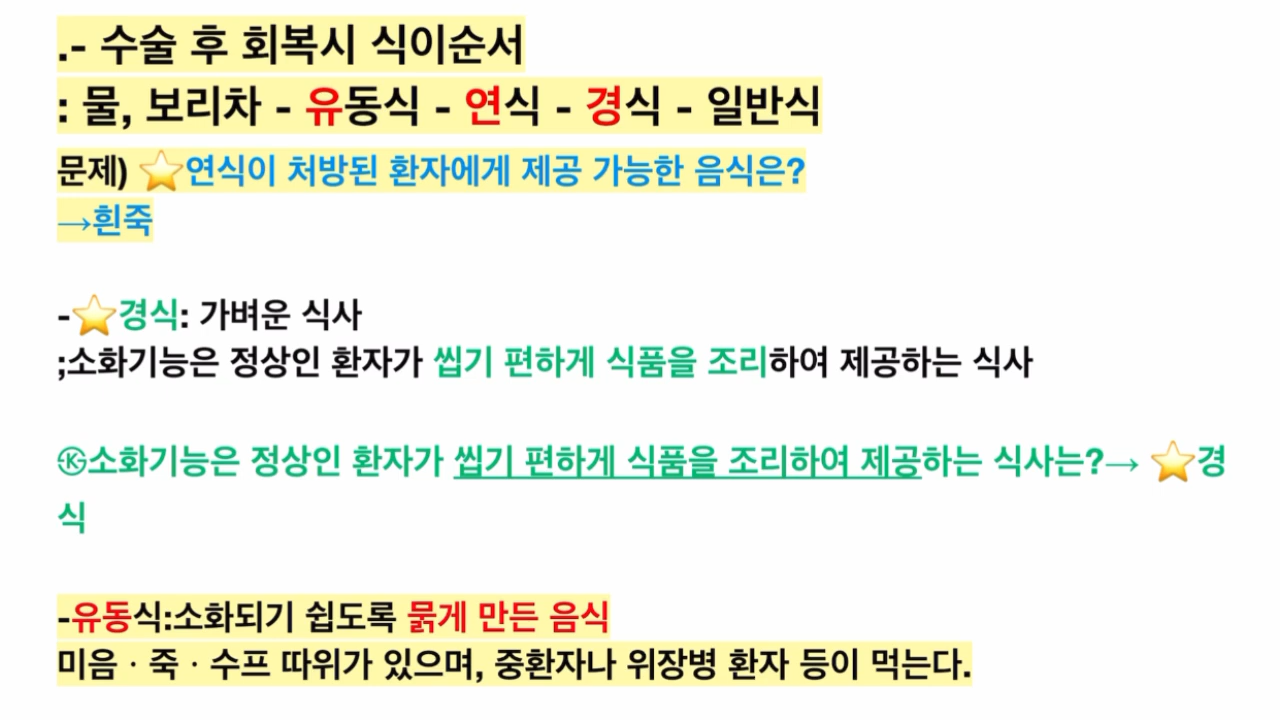 .- 수술 후 회복시 식이순서
: 물, 보리차 - 유동식 - 연식 - 경식 - 일반식
문제) ⭐연식이 처방된 환자에게 제공 가능한 음식은?
→흰죽
-⭐경식: 가벼운 식사
;소화기능은 정상인 환자가 씹기 편하게 식품을 조리하여 제공하는 식사
㉿소화기능은 정상인 환자가 씹기 편하게 식품을 조리하여 제공하는 식사는?→ ⭐경
식
-유동식:소화되기 쉽도록 묽게 만든 음식
미음 · 죽 · 수프 따위가 있으며, 중환자나 위장병 환자 등이 먹는다.